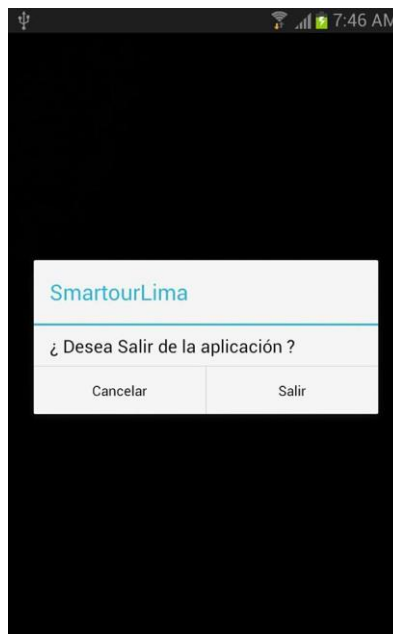 7:46 AM
SmartourLima
¿ Desea Salir de la aplicación ?
Cancelar
Salir